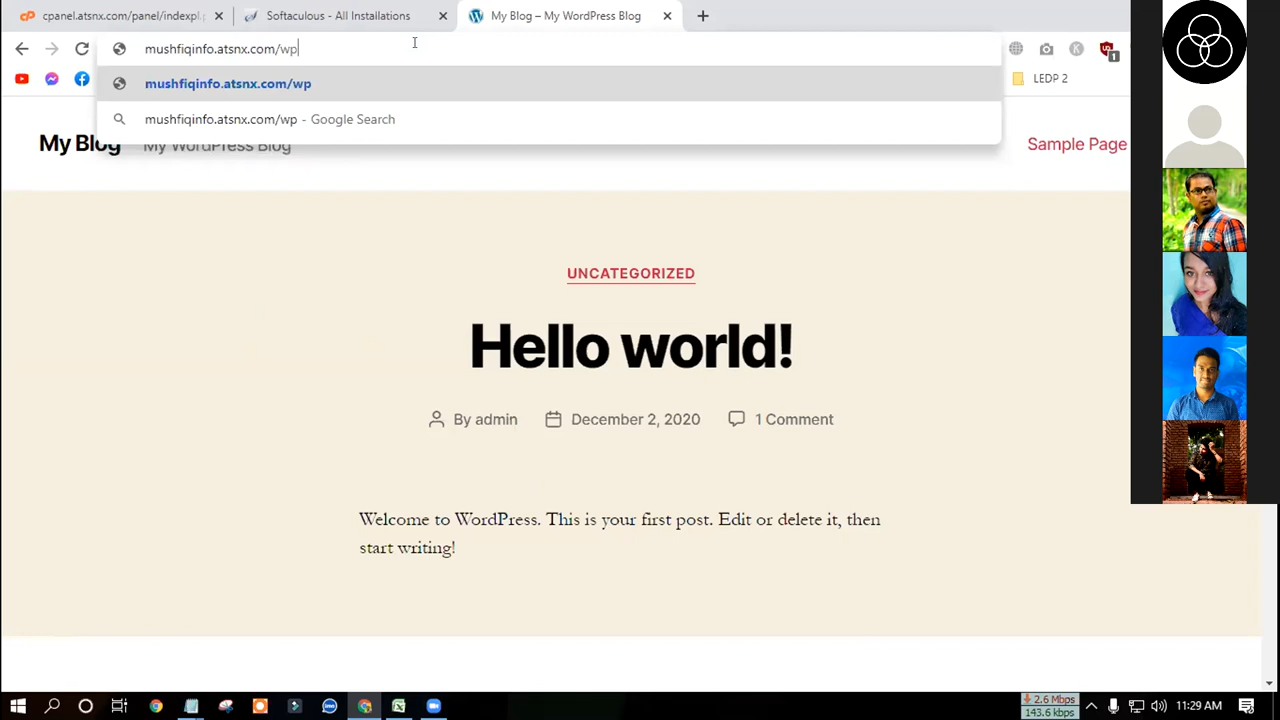 cpanel.atsnx.com/panel/indexpl.
Softaculous - All Installations
My Blog – My WordPress Blog
mushfiqinfo.atsnx.com/wp
mushfiqinfo.atsnx.com/wp
mushfiqinfo.atsnx.com/wp - Google Search
LEDP 2
My Blog
My WordPress Blog
Sample Page
UNCATEGORIZED
Hello world!
By admin
December 2, 2020
1 Comment
Welcome to WordPress. This is your first post. Edit or delete it, then
start writing!
2.6 Mbps
143.6 kbps
11:29 AM